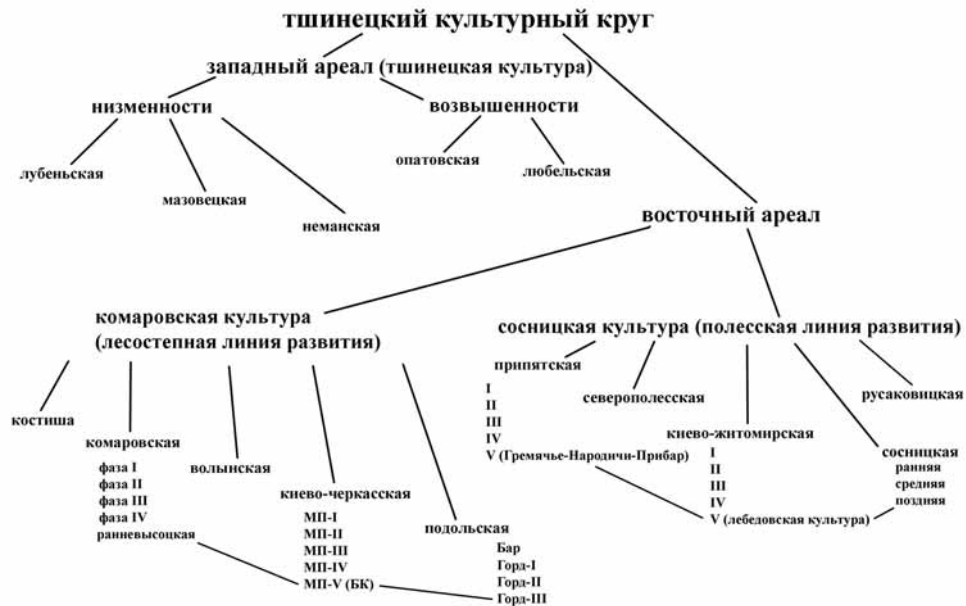 тшинецкий культурный круг
западный ареал (тшинецкая культура)
низменности
возвышенности
лубеньская
мазовецкая
неманская
опатовская
любельская
восточный ареал
комаровская культура
(лесостепная линия развития)
костиша
комаровская
фаза I
фаза II
фаза III
фаза IV
ранневысоцкая
волынская
киево-черкасская
МП-I
МП-II
МП-III
МП-IV
МП-V (БК)
подольская
Бар
Горд-I
Горд-II
Горд-III
сосницкая культура (полесская линия развития)
припятская
I
II
III
IV
V (Гремячье-Народичи-Прибар)
северополесская
киево-житомирская
I
II
III
IV
V (лебедовская культура)
сосницкая
ранняя
средняя
поздняя
русаковицкая